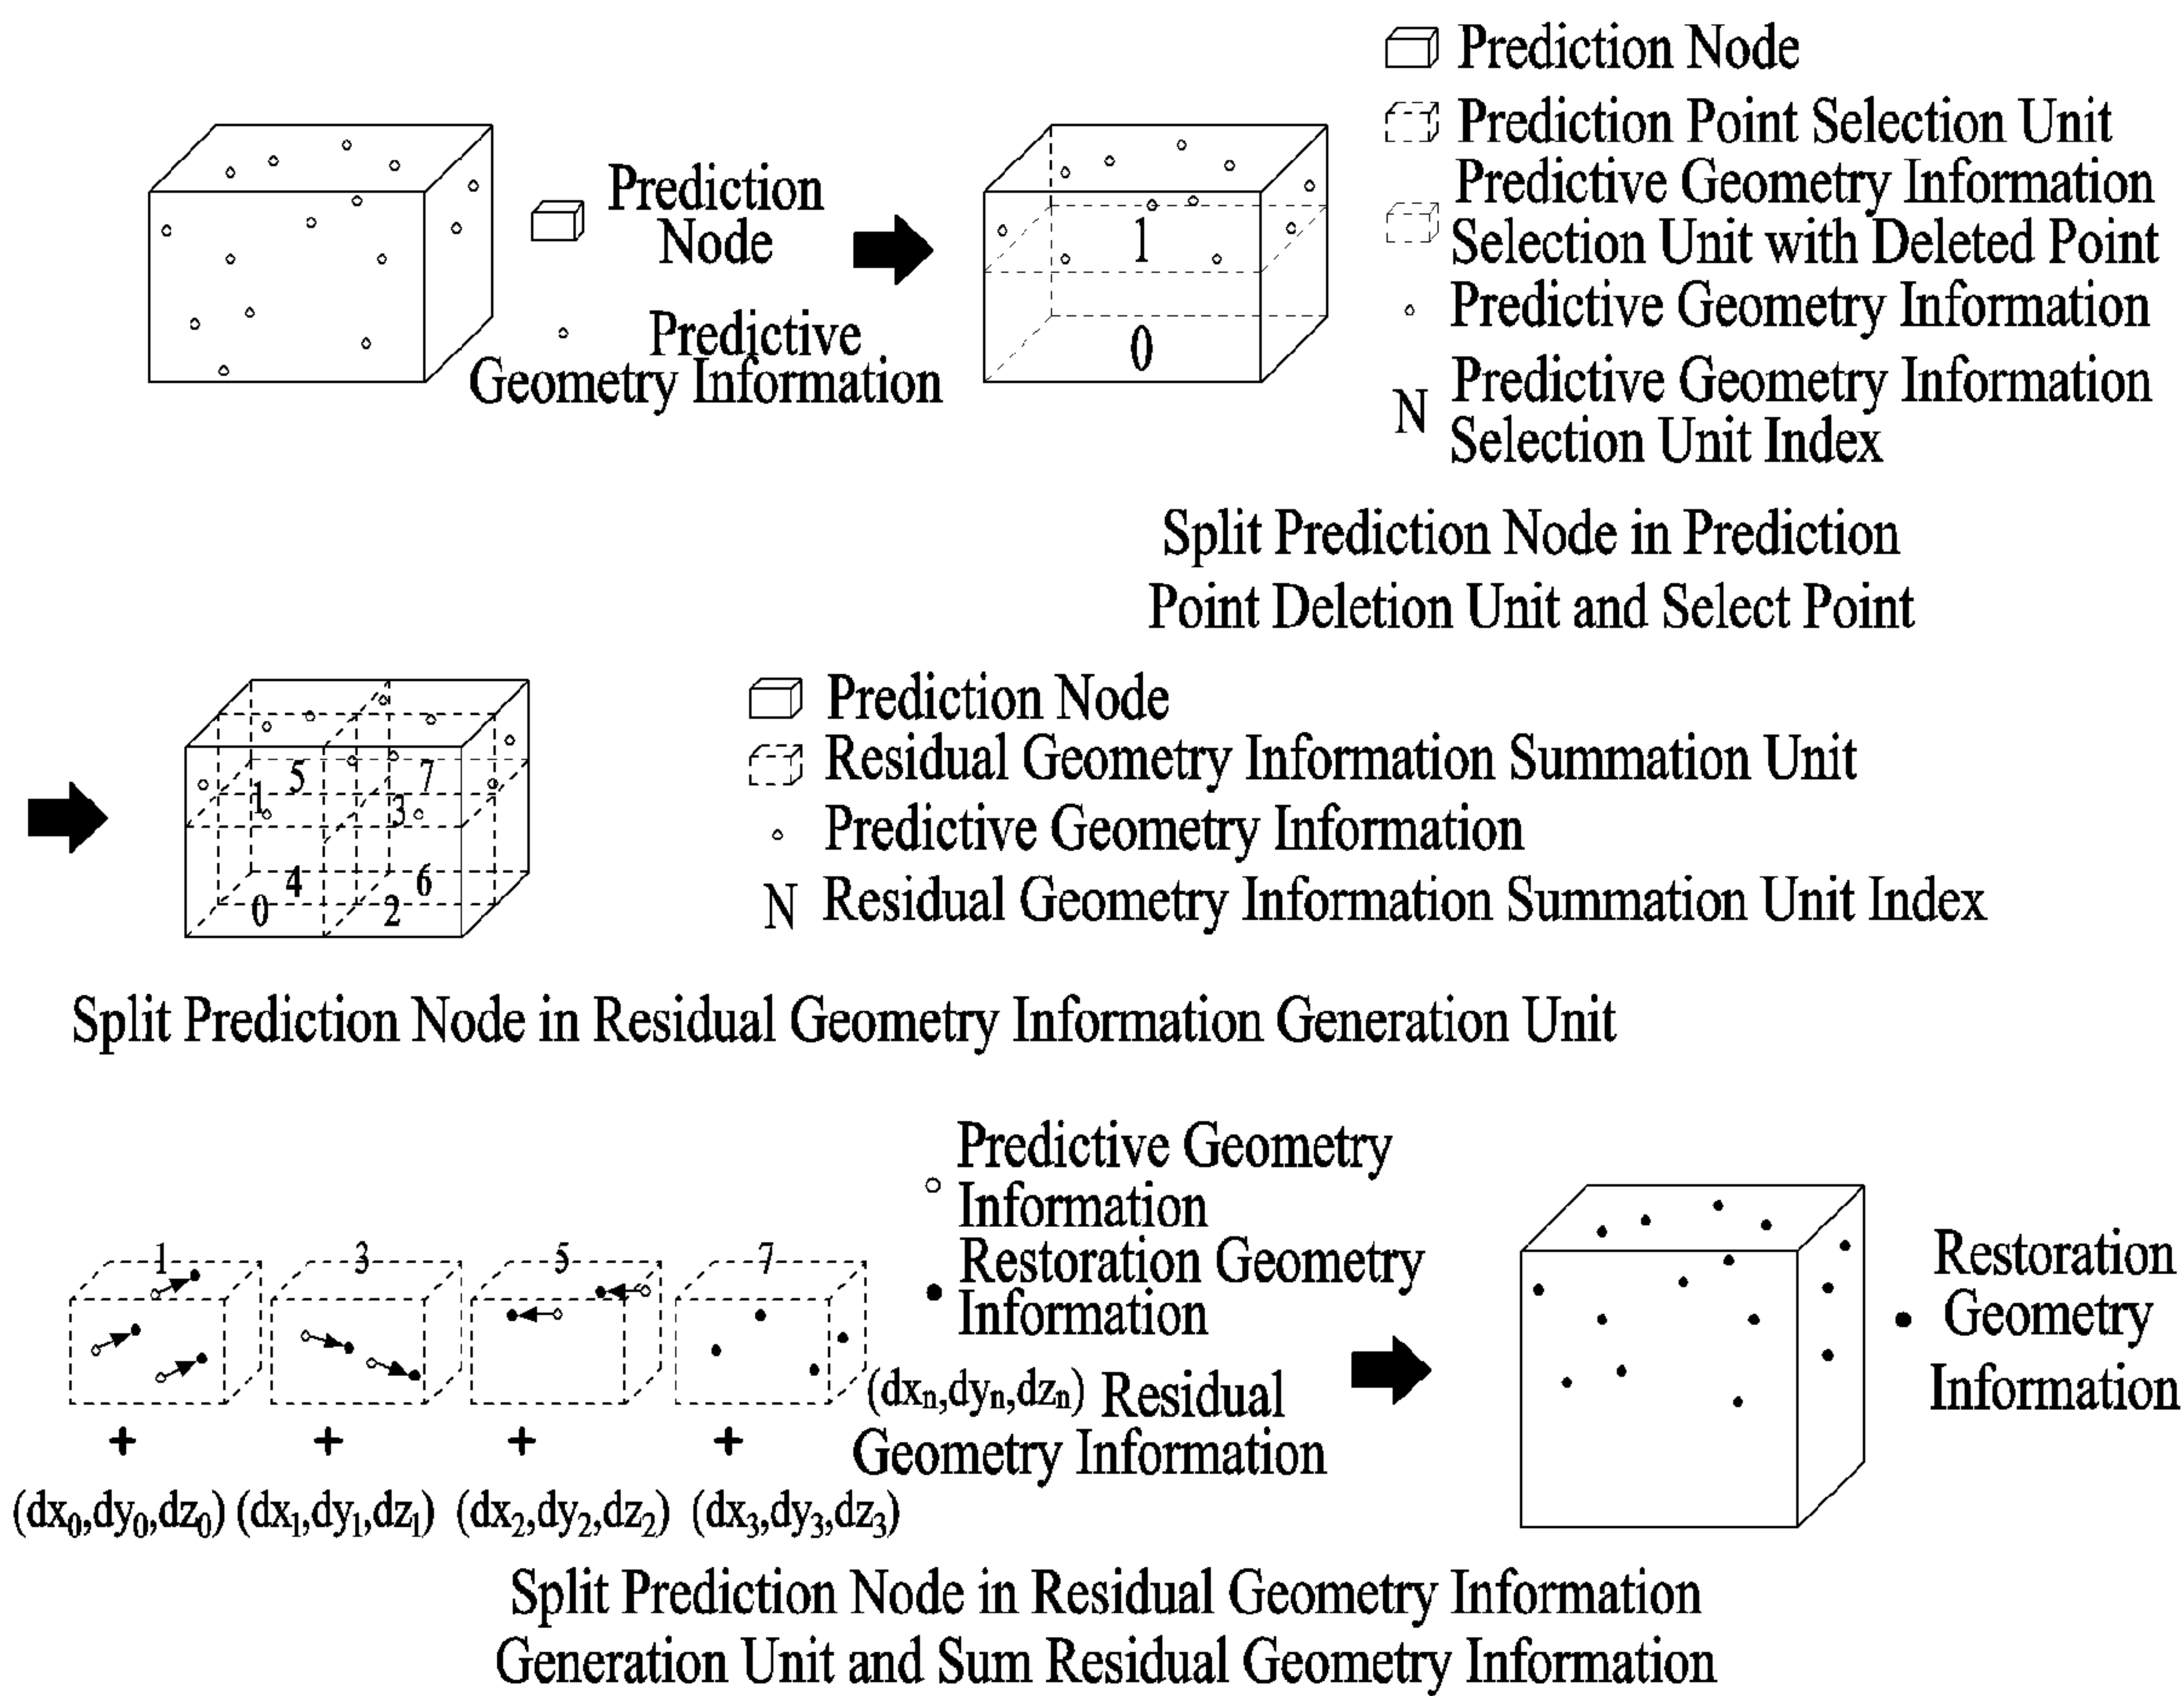 Prediction
Node
Predictive
Geometry Information
1
0
Prediction Node
Prediction Point Selection Unit
Predictive Geometry Information
Selection Unit with Deleted Point
Predictive Geometry Information
N
Predictive Geometry Information
Selection Unit Index
Split Prediction Node in Prediction
Point Deletion Unit and Select Point
5 7
1 3
4 6
0 2
Prediction Node
Residual Geometry Information Summation Unit
Predictive Geometry Information
N Residual Geometry Information Summation Unit Index
Split Prediction Node in Residual Geometry Information Generation Unit
1 3 5 7
+ + + +
(dx0,dy0,dz0) (dx1,dy1,dz1) (dx2,dy2,dz2) (dx3,dy3,dz3)
Predictive Geometry
Information
Restoration Geometry
Information
(dxn,dyn,dzn) Residual
Geometry Information
Restoration
Geometry
Information
Split Prediction Node in Residual Geometry Information
Generation Unit and Sum Residual Geometry Information